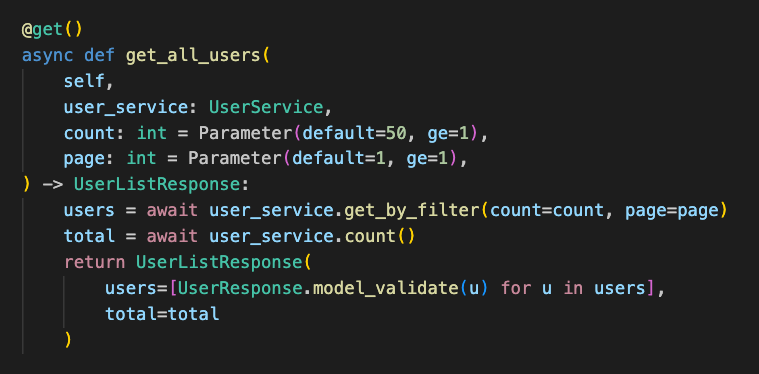 @get()
async def get_all_users(
    self,
    user_service: UserService,
    count: int = Parameter(default=50, ge=1),
    page: int = Parameter(default=1, ge=1),
) -> UserListResponse:
    users = await user_service.get_by_filter(count=count, page=page)
    total = await user_service.count()
    return UserListResponse(
        users=[UserResponse.model_validate(u) for u in users],
        total=total
    )